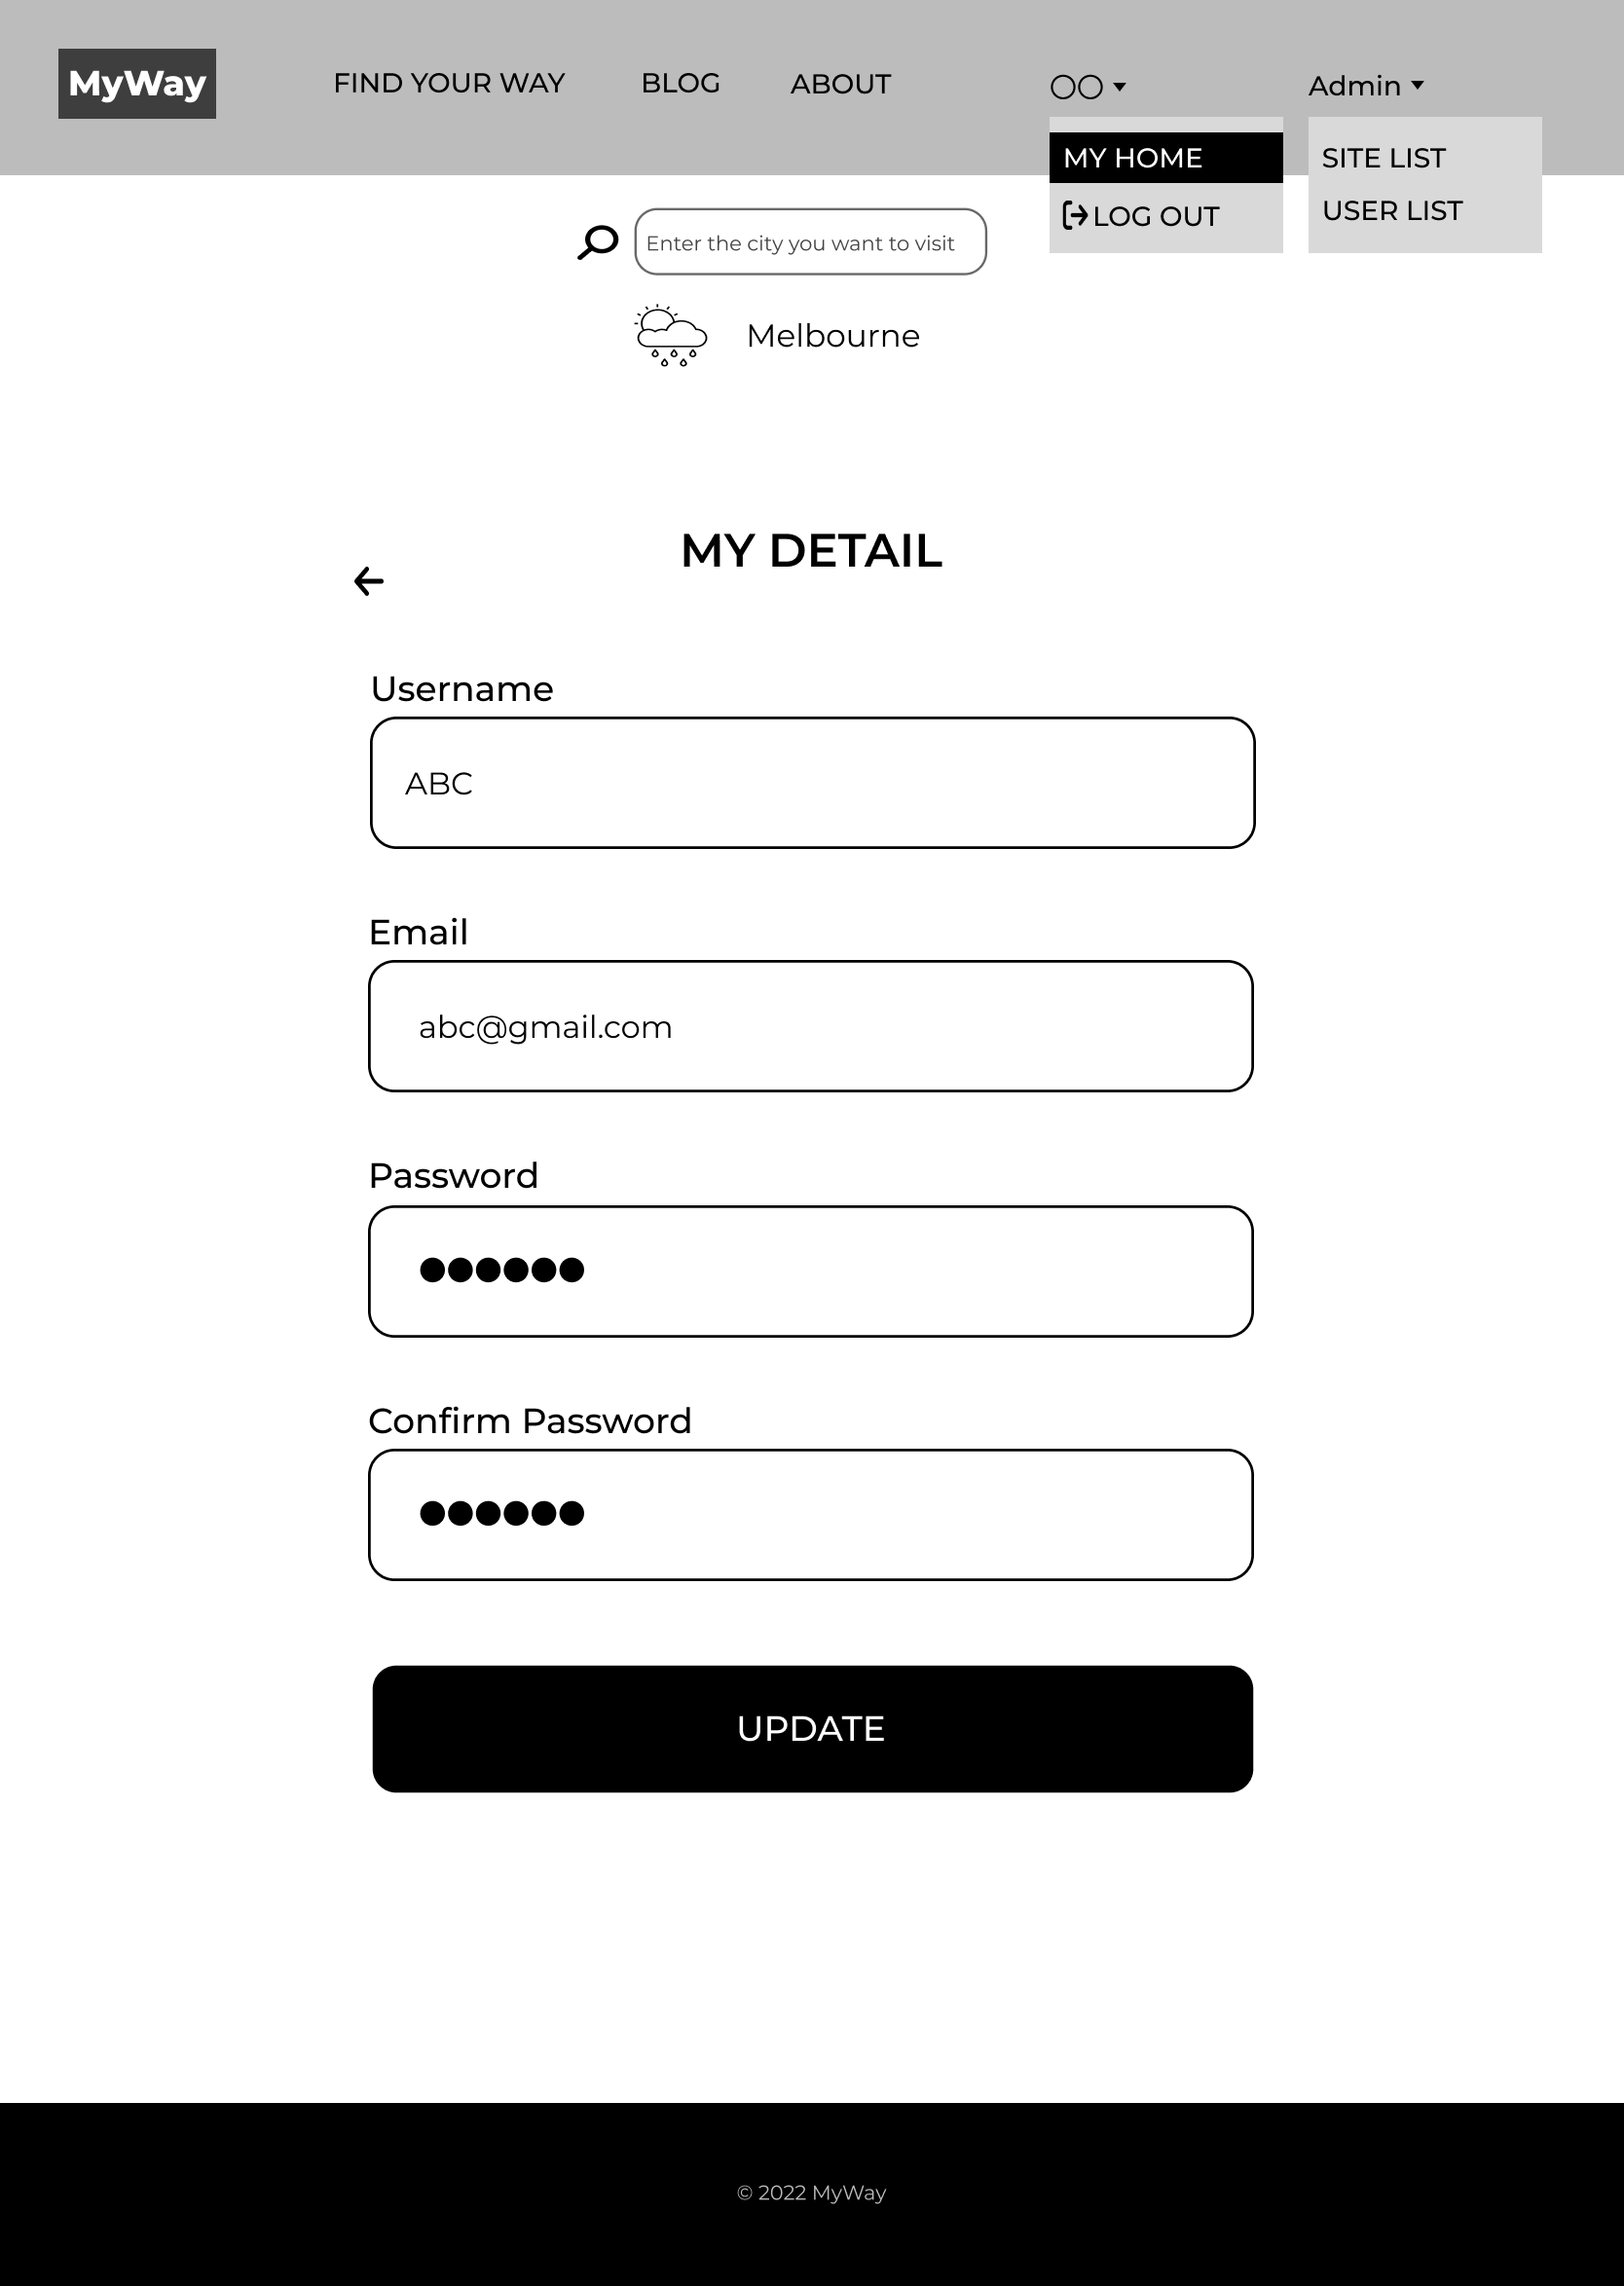 MyWay
FIND YOUR WAY
BLOG
ABOUT
○○
Admin
MY HOME
LOG OUT
SITE LIST
USER LIST
Enter the city you want to visit
Melbourne
MY DETAIL
Username
ABC
Email
abc@gmail.com
Password
●●●●●●
Confirm Password
●●●●●●
UPDATE
© 2022 MyWay